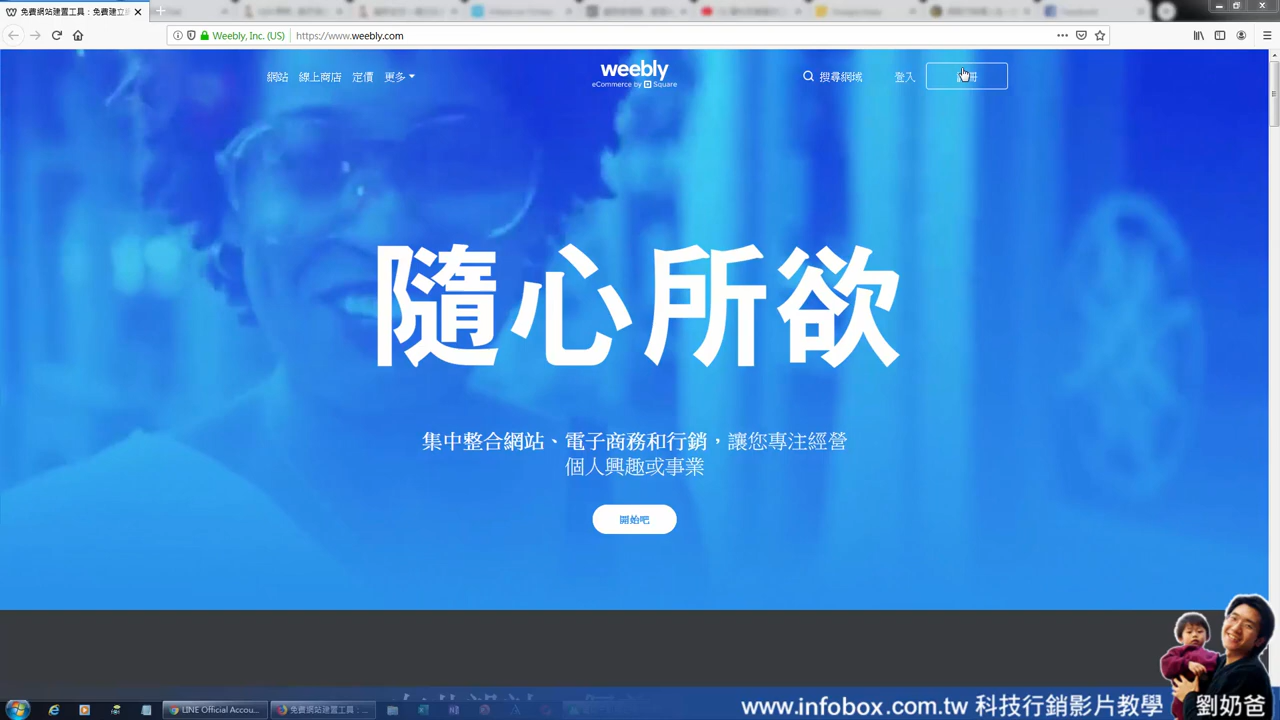 免費網站建置工具：免費建立
Weebly, Inc. (US)
https://www.weebly.com
網站 線上商店 定價 更多
weebly
eCommerce by Square
搜尋網域
登入
隨心所欲
集中整合網站、電子商務和行銷，讓您專注經營
個人興趣或事業
開始吧
LINE Official Accou...
免費網站建置工具：...
www.infobox.com.tw 科技行銷影片教學
劉奶爸